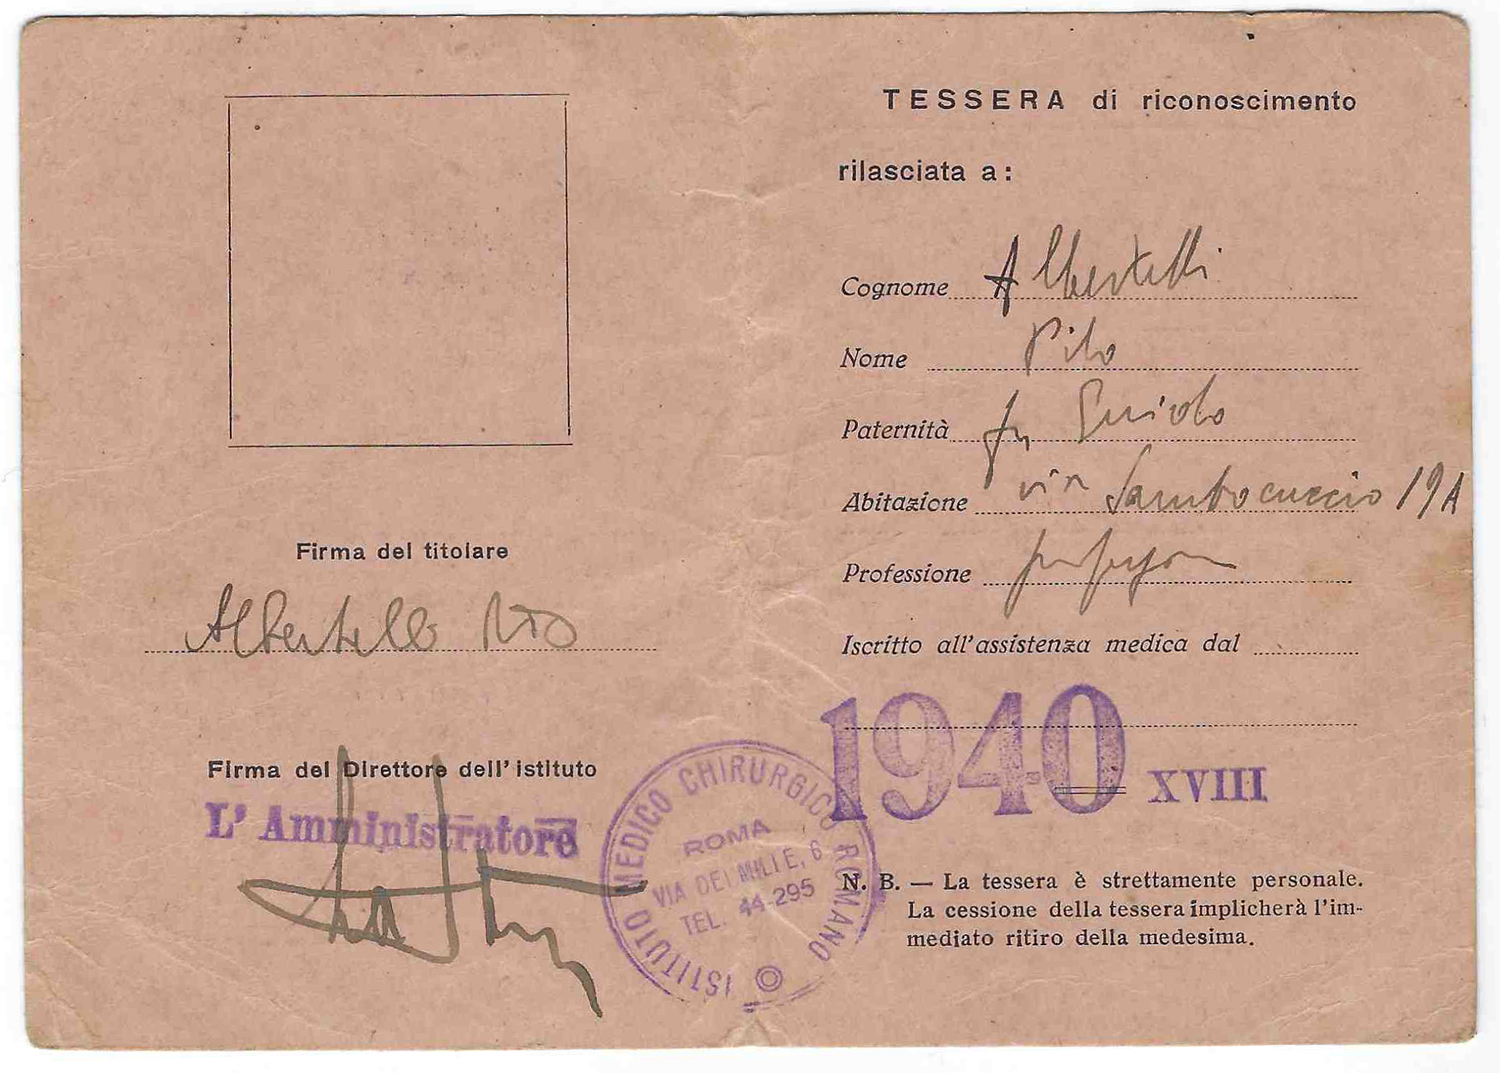 Firma del titolare
Albertelli Pilo
Firma del Direttore dell'istituto
L' Amministratore
ISTITUTO MEDICO CHIRURGICO ROMANO
ROMA
VIA DEI MILLE, 6
TEL. 44-295
TESSERA di riconoscimento
rilasciata a:
Cognome Albertelli
Nome Pilo
Paternità fu Guido
Abitazione via Sambucuccio 19A
Professione professore
Iscritto all'assistenza medica dal
1940 XVIII
N. B. — La tessera è strettamente personale.
La cessione della tessera implicherà l'im-
mediato ritiro della medesima.